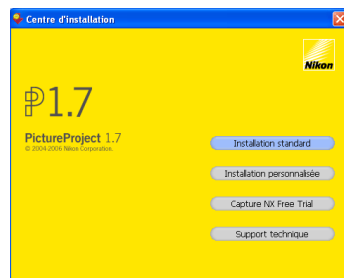 Centre d'installation
Nikon
P1.7
PictureProject 1.7
© 2004-2006 Nikon Corporation.
Installation standard
Installation personnalisée
Capture NX Free Trial
Support technique